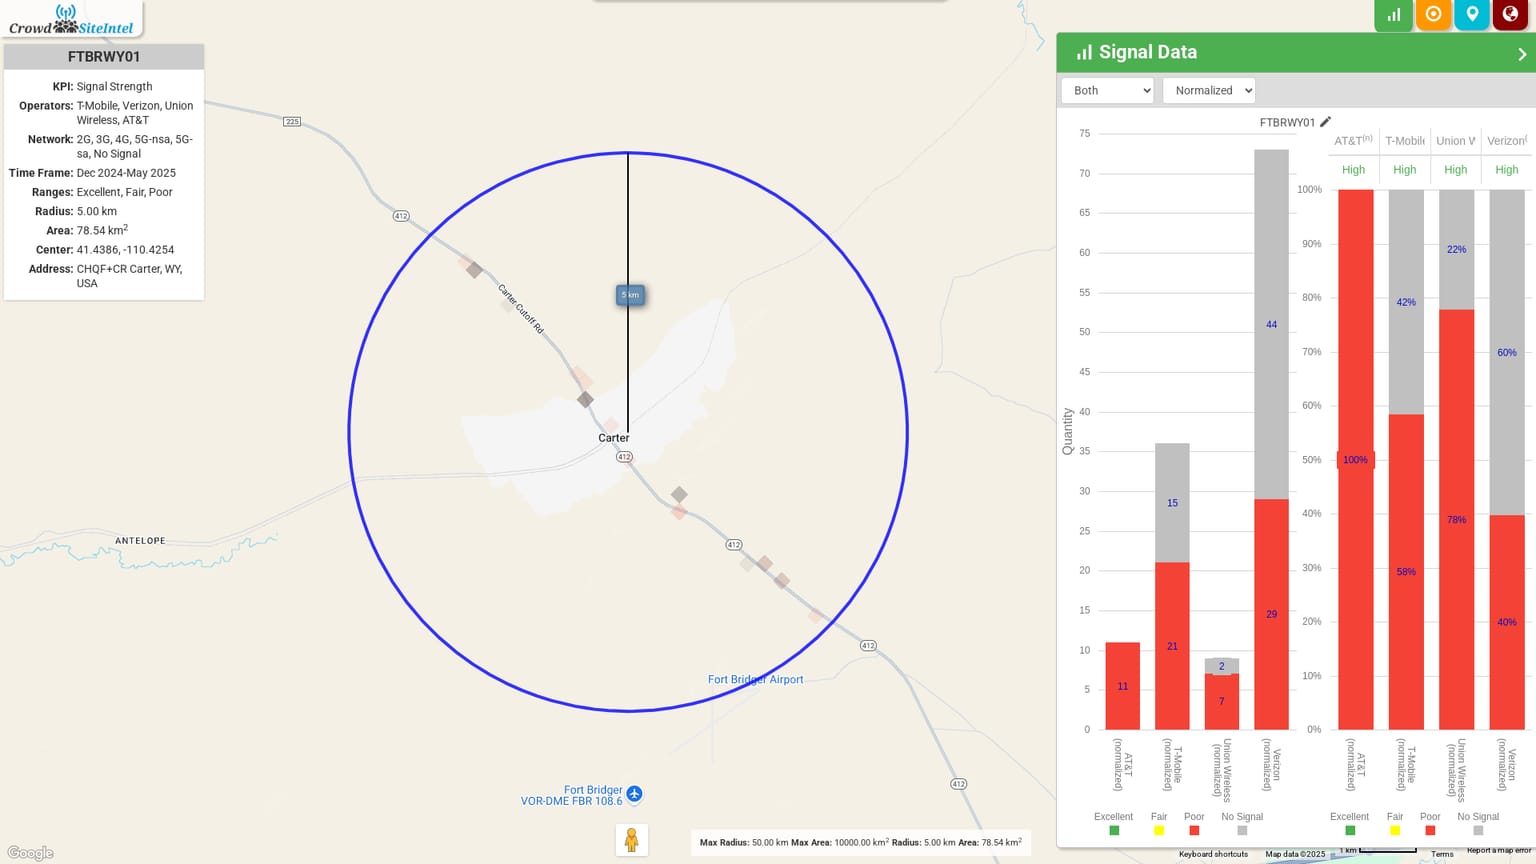 Crowd SiteIntel
FTBRWY01
KPI: Signal Strength
Operators: T-Mobile, Verizon, Union
Wireless, AT&T
Network: 2G, 3G, 4G, 5G-nsa, 5G-
sa, No Signal
Time Frame: Dec 2024-May 2025
Ranges: Excellent, Fair, Poor
Radius: 5.00 km
Area: 78.54 km²
Center: 41.4386, -110.4254
Address: CHQF+CR Carter, WY,
USA
225
412
Carter Cutoff Rd
5 km
Carter
412
ANTELOPE
412
412
Fort Bridger Airport
412
Fort Bridger
VOR-DME FBR 108.6
Google
Max Radius: 50.00 km Max Area: 10000.00 km² Radius: 5.00 km Area: 78.54 km²
Signal Data
Both
Normalized
FTBRWY01
Quantity
75
70
65
60
55
50
45
40
35
30
25
20
15
10
5
0
11
15
21
2
7
44
29
AT&T
(normalized)
T-Mobile
(normalized)
Union Wireless
(normalized)
Verizon
(normalized)
Excellent
Fair
Poor
No Signal
AT&T(n)
T-Mobile
Union W
Verizon(
High
High
High
High
100%
90%
80%
70%
60%
50%
40%
30%
20%
10%
0%
100%
42%
58%
22%
78%
60%
40%
AT&T
(normalized)
T-Mobile
(normalized)
Union Wireless
(normalized)
Verizon
(normalized)
Excellent
Fair
Poor
No Signal
Keyboard shortcuts
Map data ©2025
1 km
Terms
Report a map error